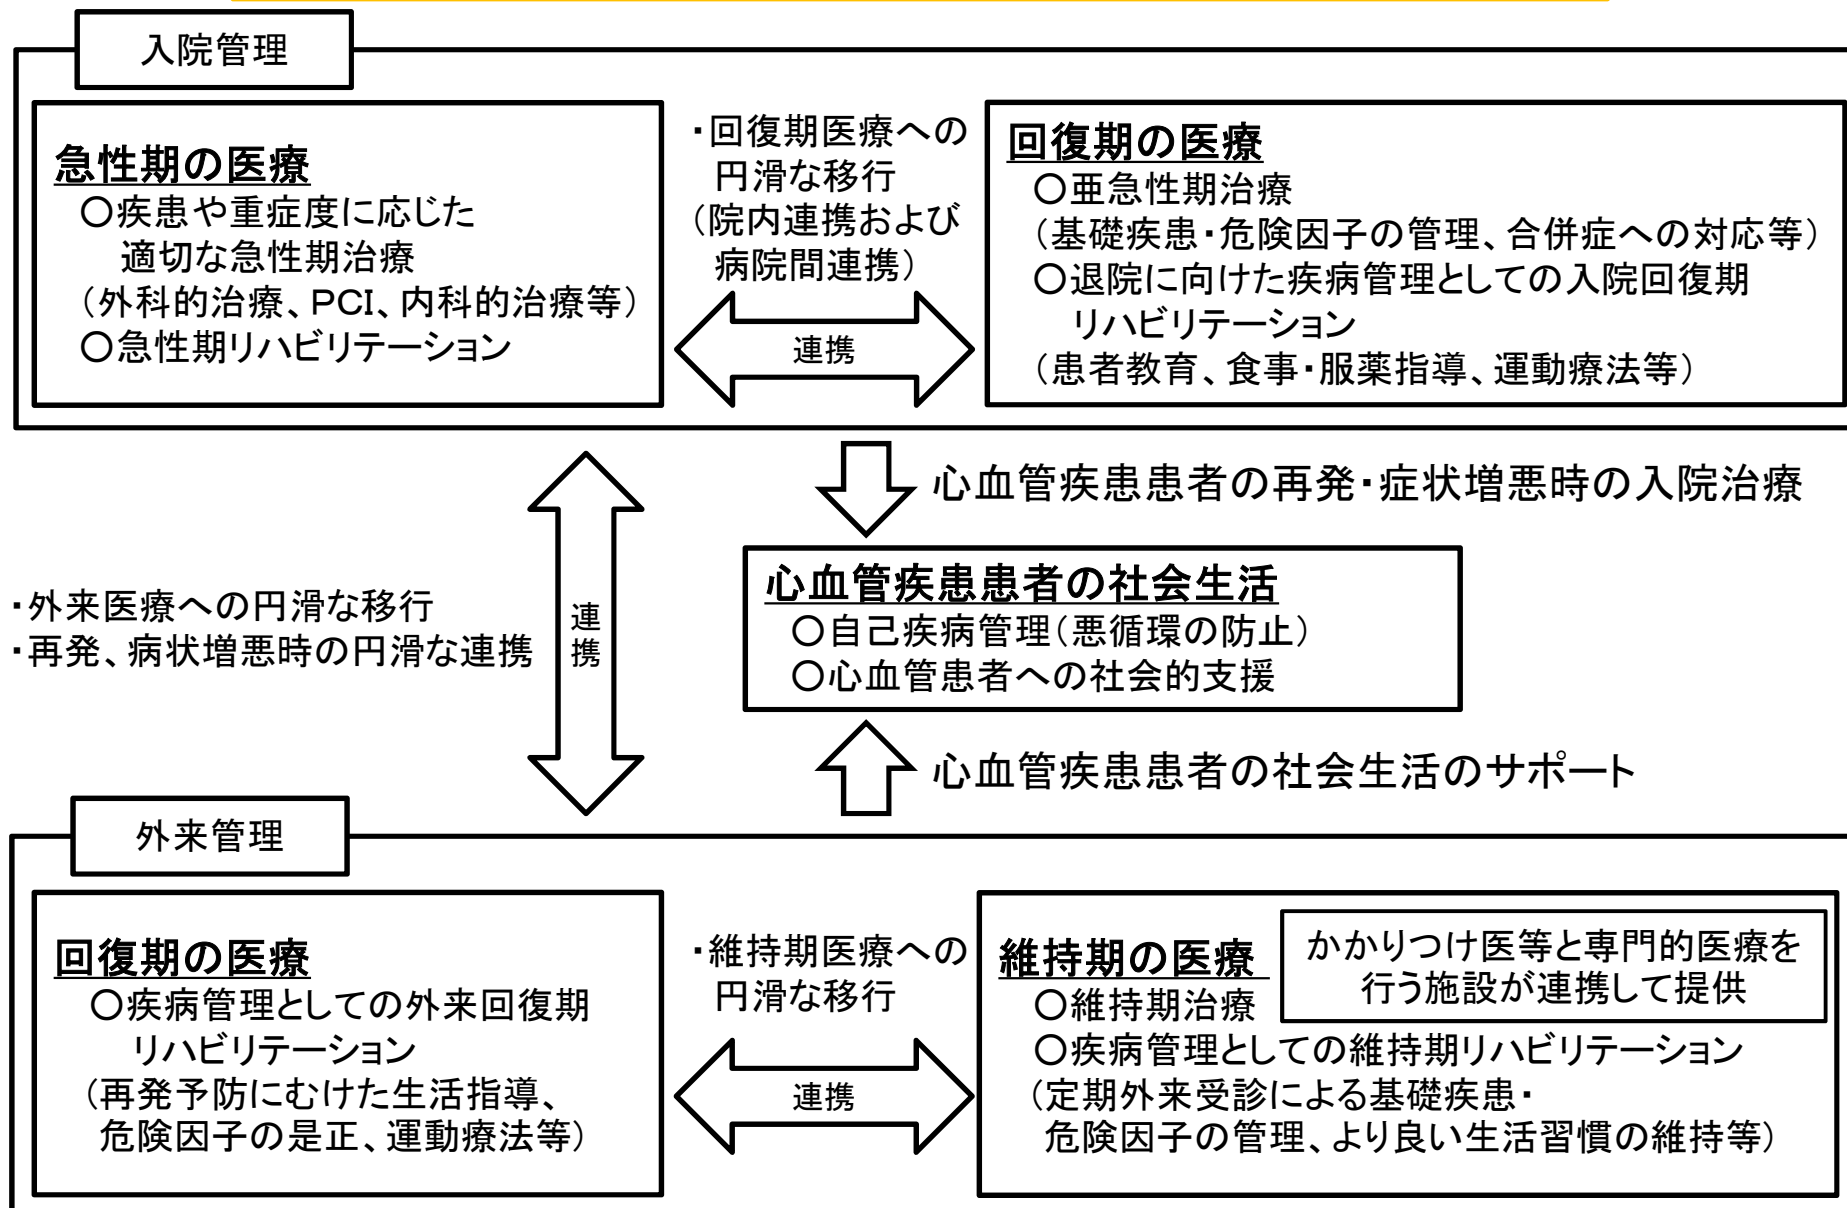 入院管理
急性期の医療
○疾患や重症度に応じた
適切な急性期治療
（外科的治療、PCI、内科的治療等）
○急性期リハビリテーション
・回復期医療への
円滑な移行
（院内連携および
病院間連携）
連携
回復期の医療
○亜急性期治療
（基礎疾患・危険因子の管理、合併症への対応等）
○退院に向けた疾病管理としての入院回復期
リハビリテーション
（患者教育、食事・服薬指導、運動療法等）
心血管疾患患者の再発・症状増悪時の入院治療
・外来医療への円滑な移行
・再発、病状増悪時の円滑な連携
連携
心血管疾患患者の社会生活
○自己疾病管理（悪循環の防止）
○心血管患者への社会的支援
心血管疾患患者の社会生活のサポート
外来管理
回復期の医療
○疾病管理としての外来回復期
リハビリテーション
（再発予防にむけた生活指導、
危険因子の是正、運動療法等）
・維持期医療への
円滑な移行
連携
維持期の医療
かかりつけ医等と専門的医療を
行う施設が連携して提供
○維持期治療
○疾病管理としての維持期リハビリテーション
（定期外来受診による基礎疾患・
危険因子の管理、より良い生活習慣の維持等）